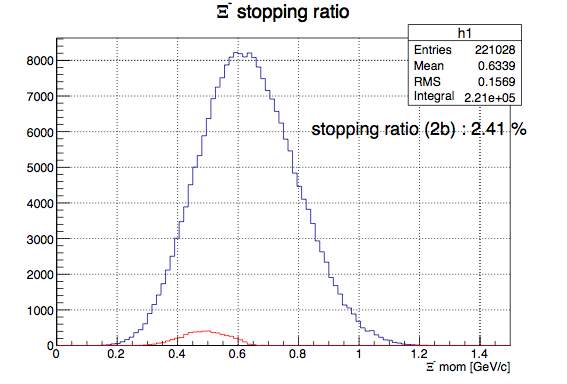 Ξ⁻ stopping ratio
h1
Entries 221028
Mean 0.6339
RMS 0.1569
Integral 2.21e+05
stopping ratio (2b) : 2.41 %
8000
7000
6000
5000
4000
3000
2000
1000
0
0 0.2 0.4 0.6 0.8 1 1.2 1.4
Ξ⁻ mom [GeV/c]